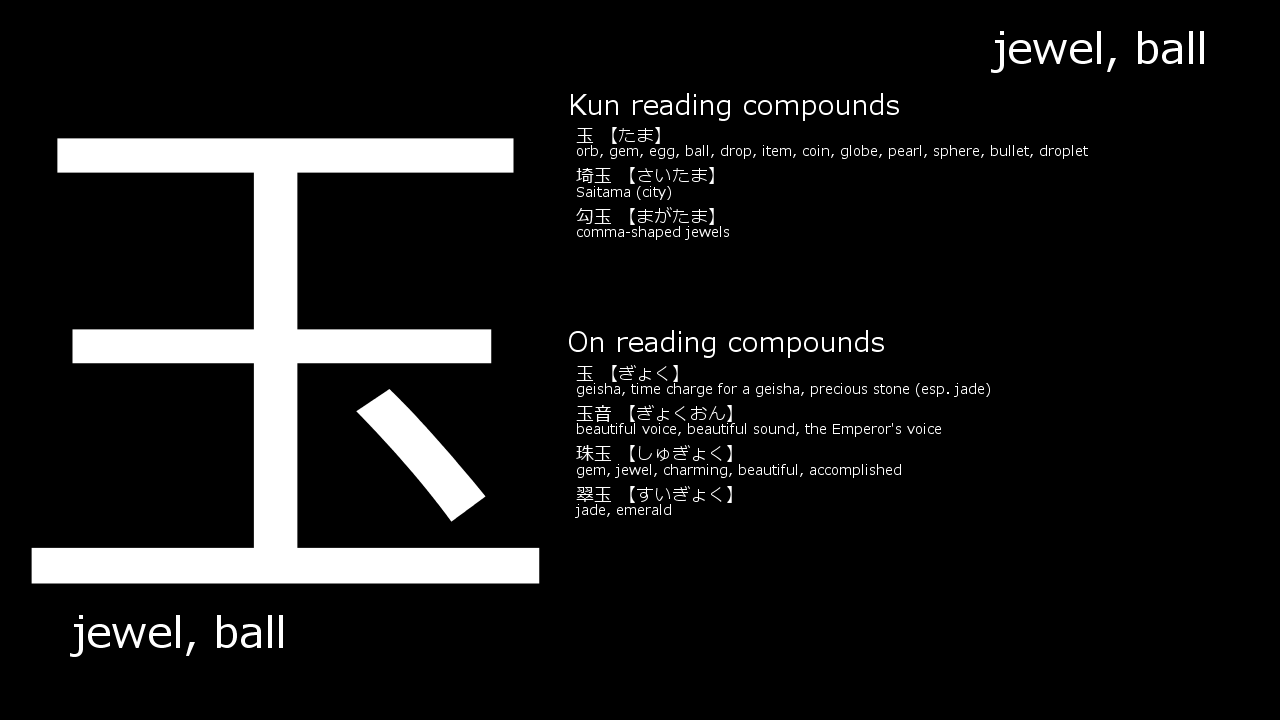 jewel, ball
玉
jewel, ball
Kun reading compounds
玉 【たま】
orb, gem, egg, ball, drop, item, coin, globe, pearl, sphere, bullet, droplet
埼玉 【さいたま】
Saitama (city)
勾玉 【まがたま】
comma-shaped jewels
On reading compounds
玉 【ぎょく】
geisha, time charge for a geisha, precious stone (esp. jade)
玉音 【ぎょくおん】
beautiful voice, beautiful sound, the Emperor's voice
珠玉 【しゅぎょく】
gem, jewel, charming, beautiful, accomplished
翠玉 【すいぎょく】
jade, emerald